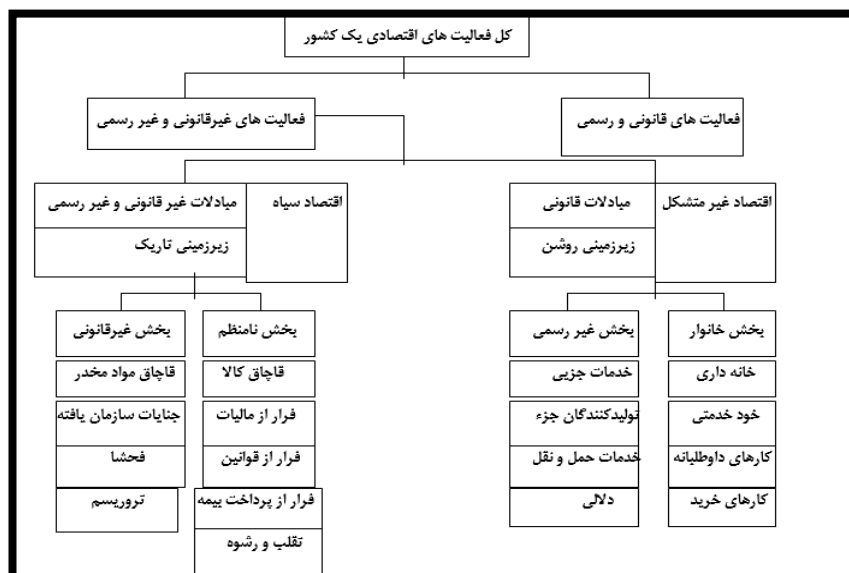 کل فعالیت های اقتصادی یک کشور
فعالیت های قانونی و رسمی
فعالیت های غیرقانونی و غیر رسمی
اقتصاد غیر متشکل
مبادلات قانونی
زیرزمینی روشن
اقتصاد سیاه
مبادلات غیر قانونی و غیر رسمی
زیرزمینی تاریک
بخش خانوار
خانه داری
خود خدمتی
کارهای داوطلبانه
کارهای خرید
بخش غیر رسمی
خدمات جزیی
تولیدکنندگان جزء
خدمات حمل و نقل
دلالی
بخش نامنظم
قاچاق کالا
فرار از مالیات
فرار از قوانین
فرار از پرداخت بیمه
تقلب و رشوه
بخش غیرقانونی
قاچاق مواد مخدر
جنایات سازمان یافته
فحشا
تروریسم